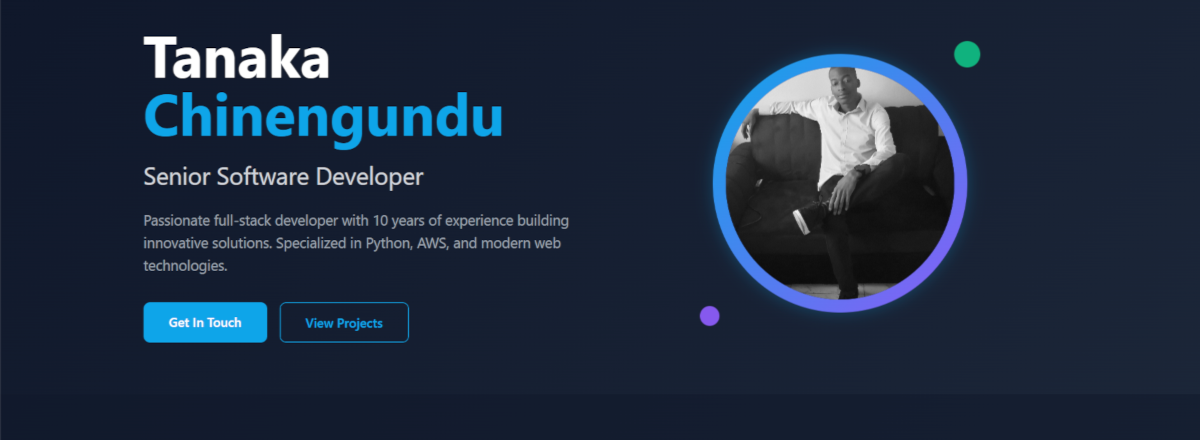 Tanaka
Chinengundu
Senior Software Developer
Passionate full-stack developer with 10 years of experience building
innovative solutions. Specialized in Python, AWS, and modern web
technologies.
Get In Touch
View Projects